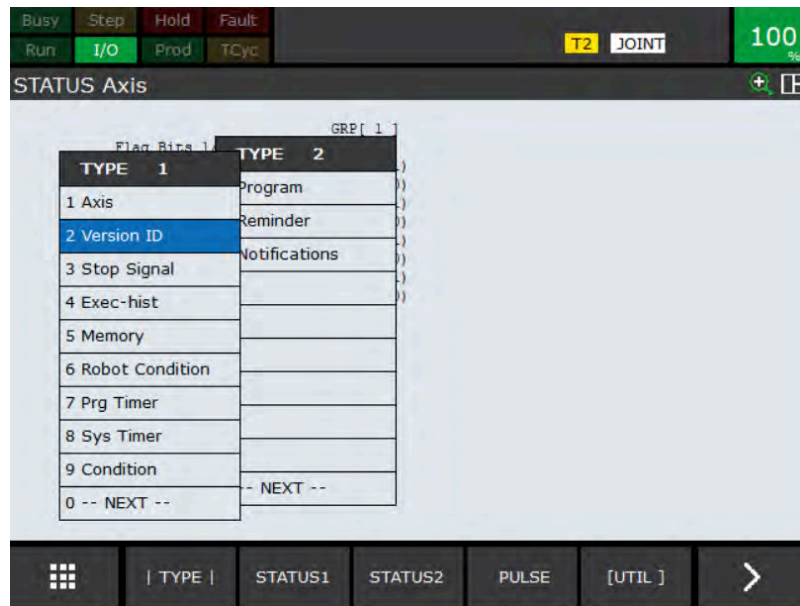 Busy Step Hold Fault
Run I/O Prod TCyc
T2 JOINT
100
%
STATUS Axis
GRP[ 1 ]
Flag Bits 1
TYPE 1
1 Axis
2 Version ID
3 Stop Signal
4 Exec-hist
5 Memory
6 Robot Condition
7 Prg Timer
8 Sys Timer
9 Condition
0 -- NEXT --
TYPE 2
Program
Reminder
Notifications
-- NEXT --
| TYPE | STATUS1 STATUS2 PULSE [UTIL ] >